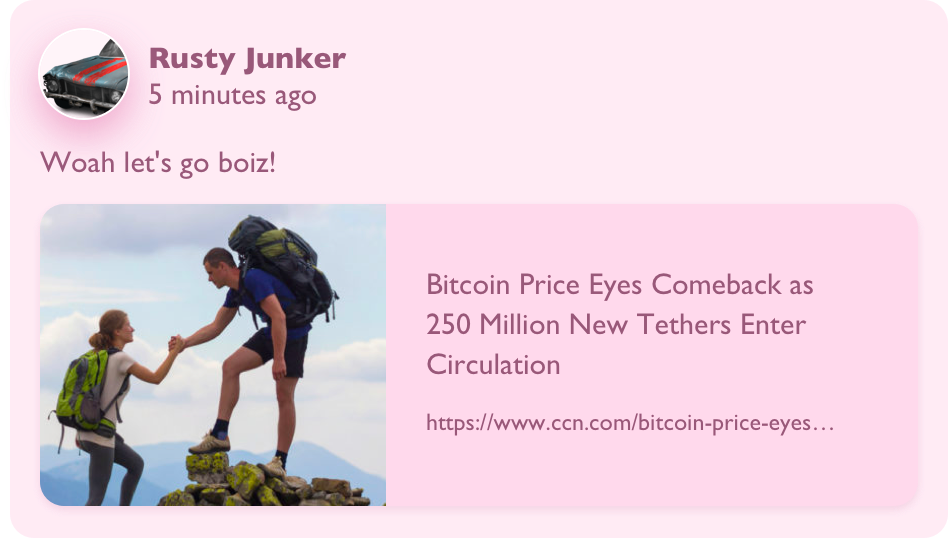 Rusty Junker
5 minutes ago
Woah let's go boiz!
Bitcoin Price Eyes Comeback as
250 Million New Tethers Enter
Circulation
https://www.ccn.com/bitcoin-price-eyes…